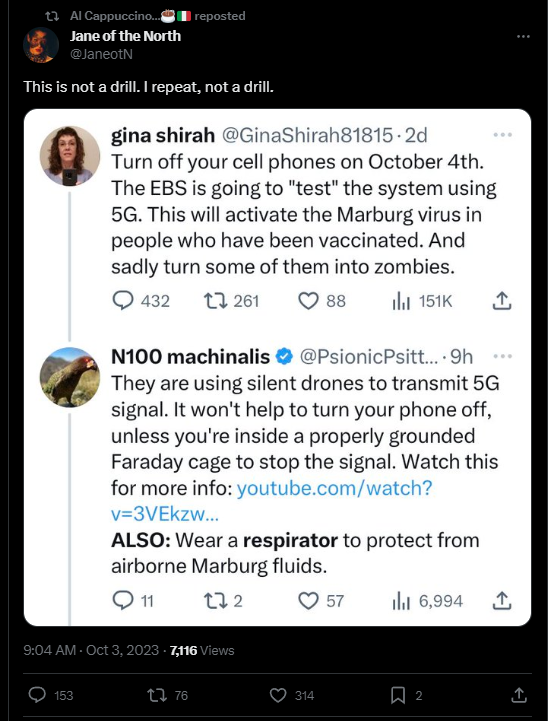 Al Cappuccino...☕🇮🇹 reposted
Jane of the North
@JaneotN
This is not a drill. I repeat, not a drill.
gina shirah @GinaShirah81815 · 2d
Turn off your cell phones on October 4th.
The EBS is going to "test" the system using
5G. This will activate the Marburg virus in
people who have been vaccinated. And
sadly turn some of them into zombies.
432 261 88 151K
N100 machinalis @PsionicPsitt... · 9h
They are using silent drones to transmit 5G
signal. It won't help to turn your phone off,
unless you're inside a properly grounded
Faraday cage to stop the signal. Watch this
for more info: youtube.com/watch?
v=3VEkzw...
ALSO: Wear a respirator to protect from
airborne Marburg fluids.
11 2 57 6,994
9:04 AM · Oct 3, 2023 · 7,116 Views
153 76 314 2